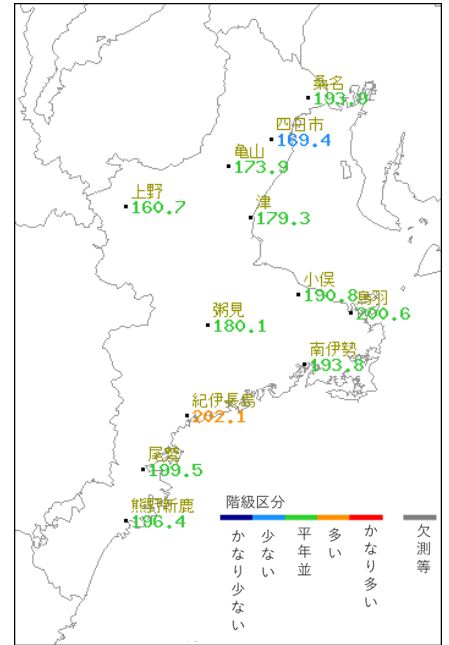 桑名
193.9
四日市
169.4
亀山
173.9
上野
160.7
津
179.3
小俣
190.8
鳥羽
200.6
粥見
180.1
南伊勢
193.8
紀伊長島
202.1
尾鷲
199.5
熊野新鹿
196.4
階級区分
かなり少ない
少ない
平年並
多い
かなり多い
欠測等